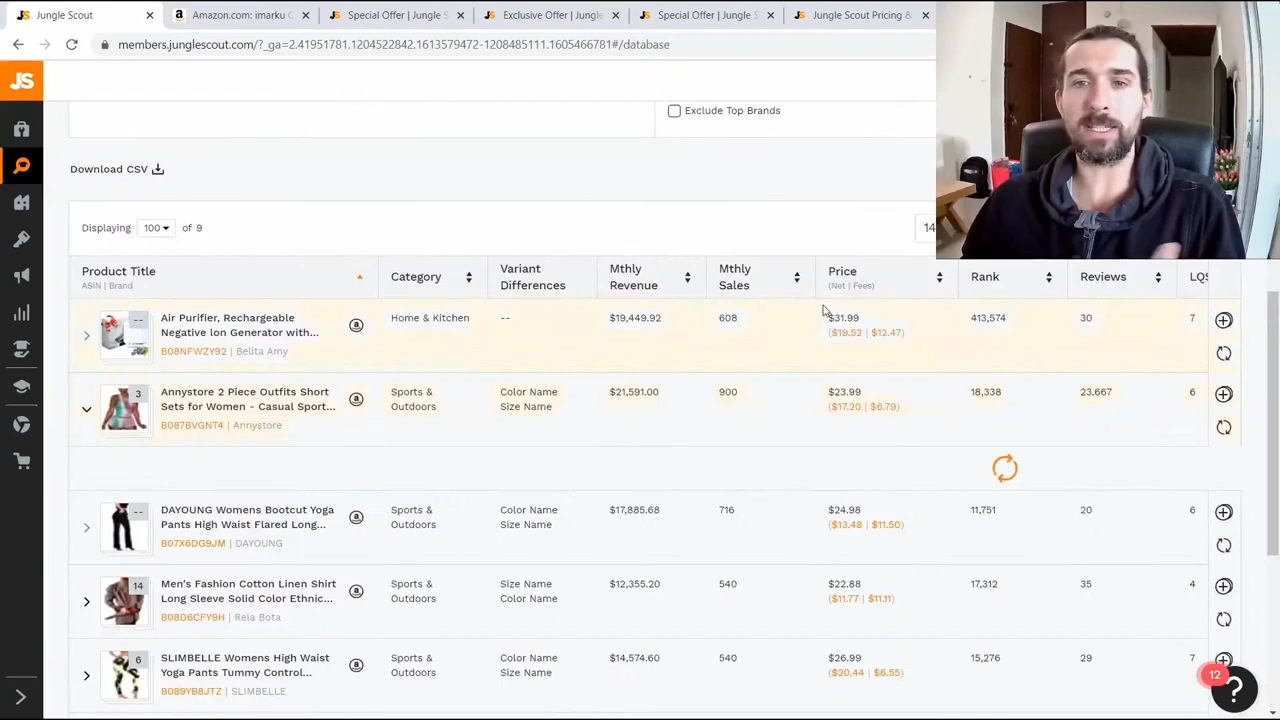 Jungle Scout
Amazon.com: imarku C
Special Offer | Jungle S
Exclusive Offer | Jungle
Special Offer | Jungle S
Jungle Scout Pricing &
members.junglescout.com/?_ga=2.41951781.1204522842.1613579472-1208485111.1605466781#/database
JS
Exclude Top Brands
Download CSV
Displaying 100 of 9
14
Product Title
ASIN | Brand
Category
Variant
Differences
Mthly
Revenue
Mthly
Sales
Price
(Net | Fees)
Rank
Reviews
LQS
--
Air Purifier, Rechargeable
Negative Ion Generator with...
B08NFWZY92 | Belita Amy
Home & Kitchen
--
$19,449.92
608
$31.99
($19.52 | $12.47)
413,574
30
7
3
Annystore 2 Piece Outfits Short
Sets for Women - Casual Sport...
B087BVGNT4 | Annystore
Sports &
Outdoors
Color Name
Size Name
$21,591.00
900
$23.99
($17.20 | $6.79)
18,338
23.667
6
--
DAYOUNG Womens Bootcut Yoga
Pants High Waist Flared Long...
B07X6DG9JM | DAYOUNG
Sports &
Outdoors
Color Name
Size Name
$17,885.68
716
$24.98
($13.48 | $11.50)
11,751
20
6
14
Men's Fashion Cotton Linen Shirt
Long Sleeve Solid Color Ethnic...
B08D6CFY9H | Rela Bota
Sports &
Outdoors
Size Name
Color Name
$12,355.20
540
$22.88
($11.77 | $11.11)
17,312
35
4
6
SLIMBELLE Womens High Waist
Yoga Pants Tummy Control...
B089YB8JTZ | SLIMBELLE
Sports &
Outdoors
Color Name
Size Name
$14,574.60
540
$26.99
($20.44 | $6.55)
15,276
29
7
12
?